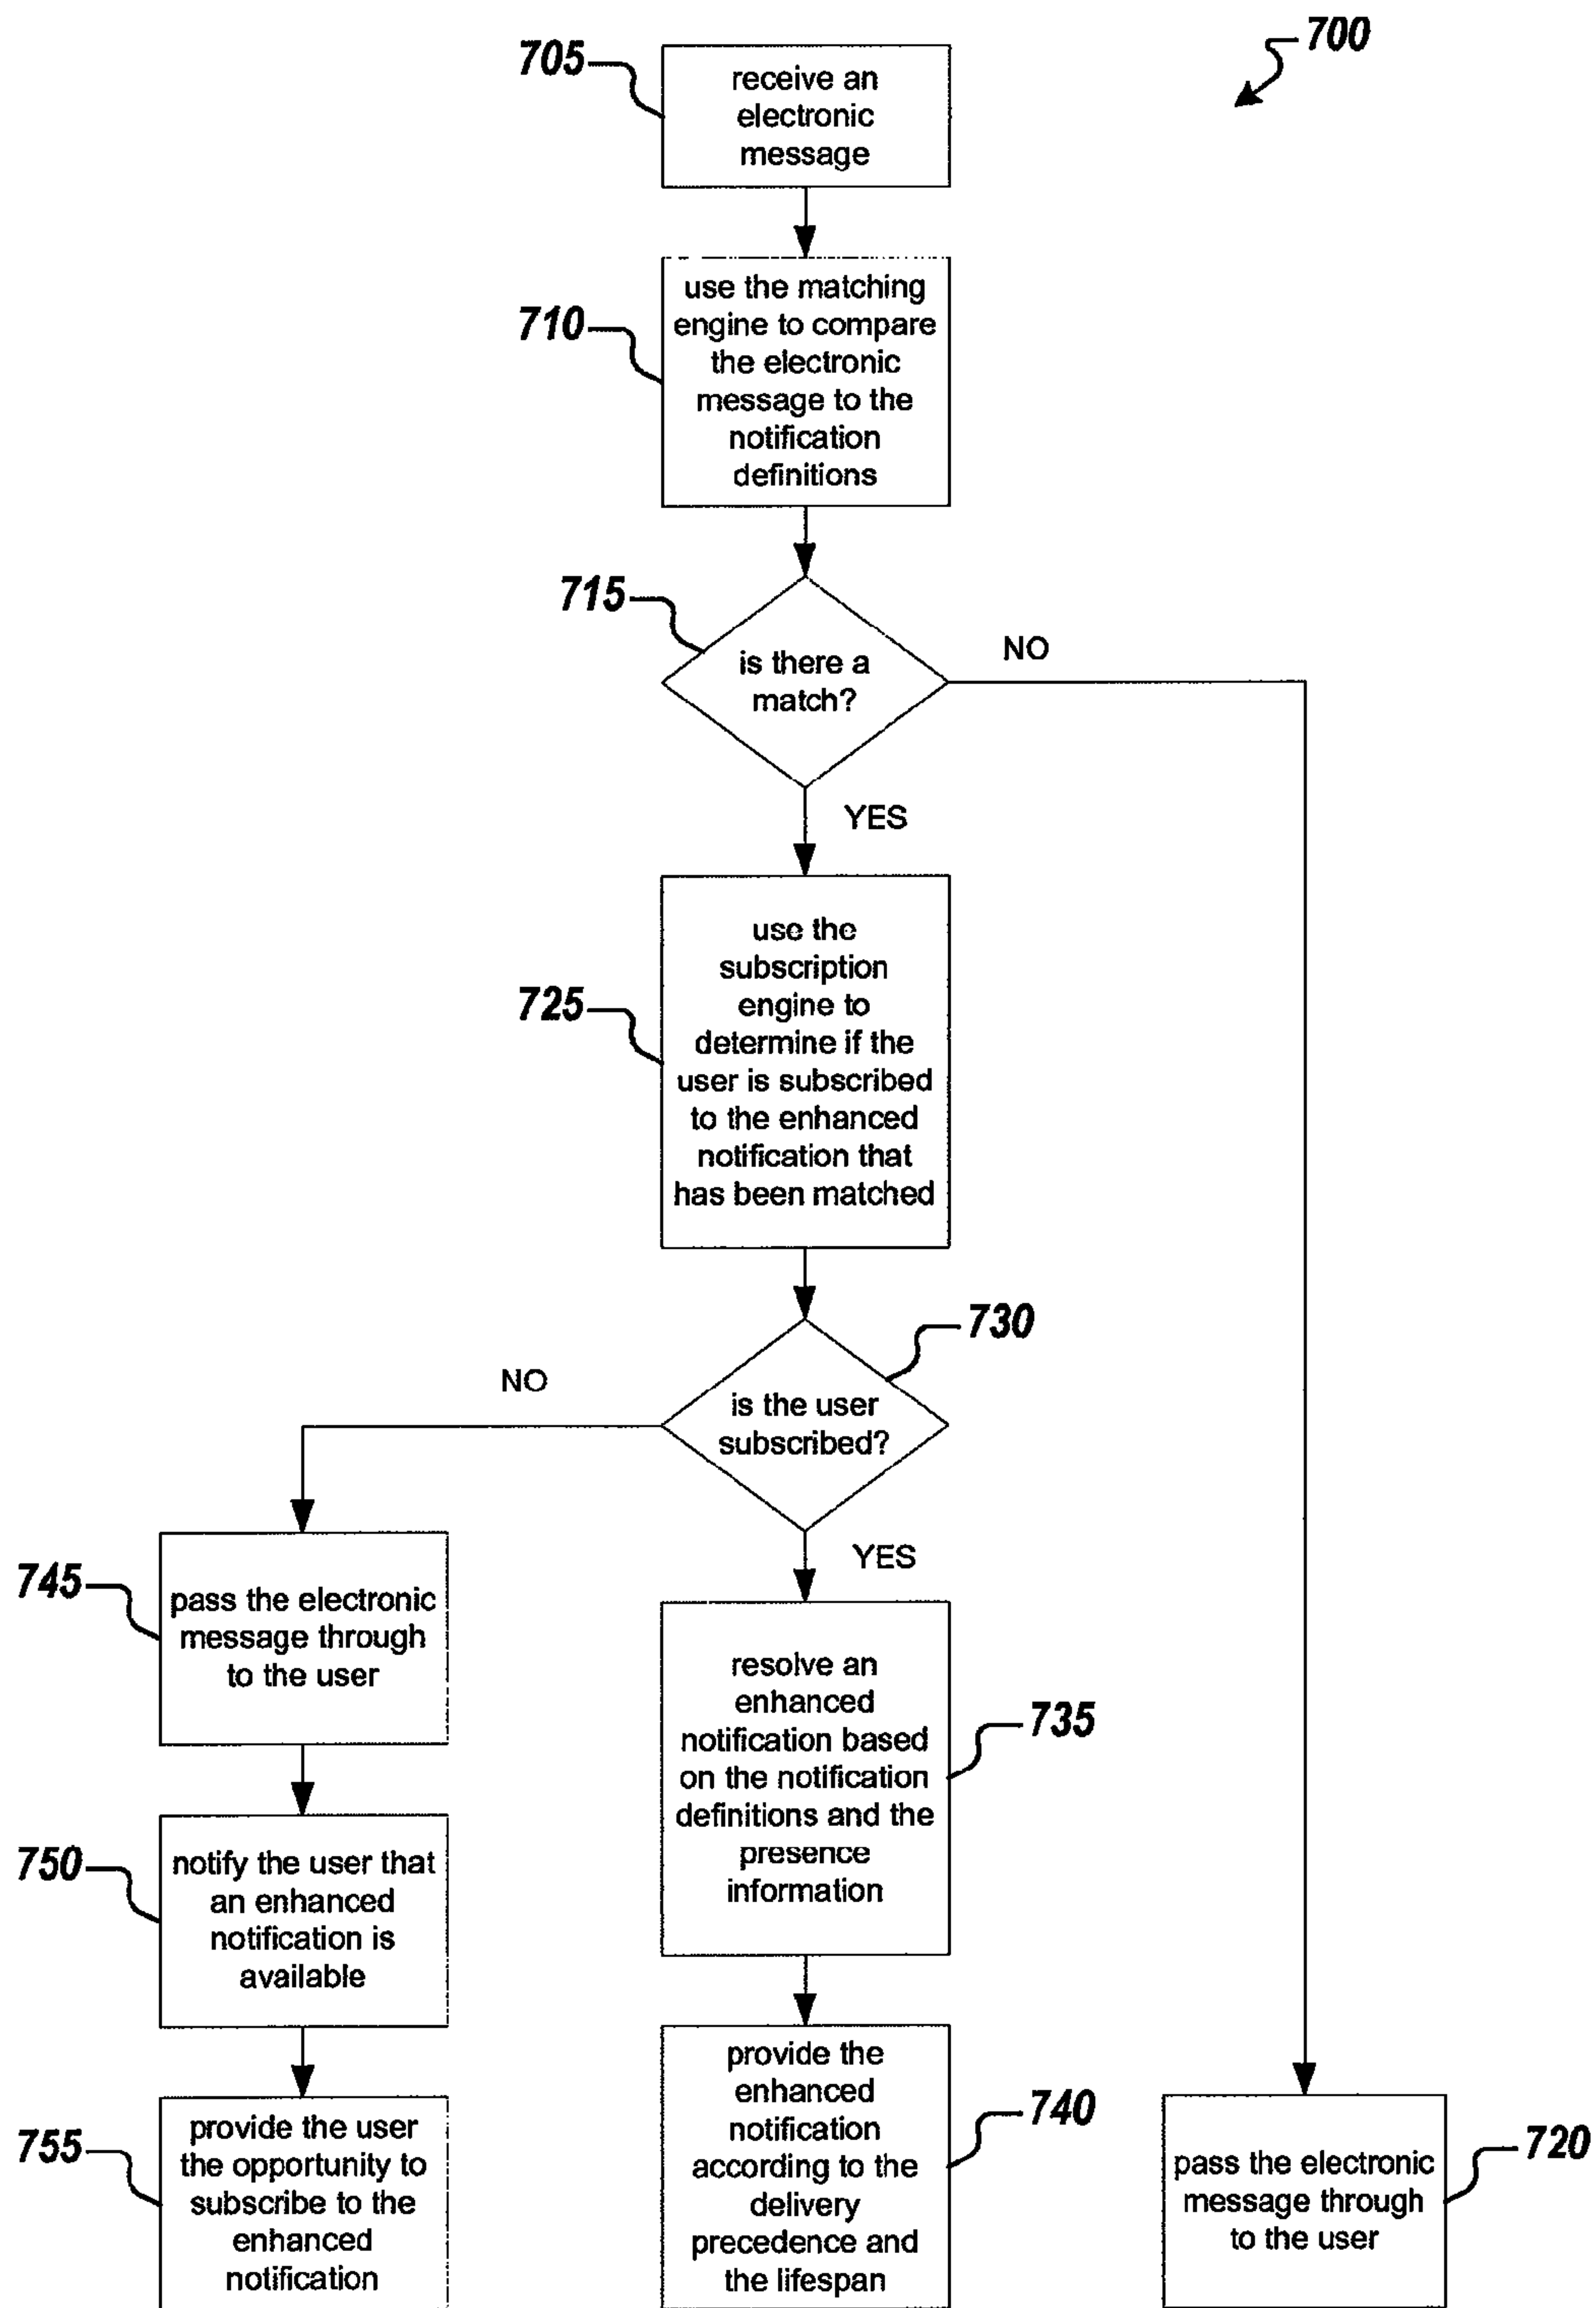 700
705
receive an
electronic
message
710
use the matching
engine to compare
the electronic
message to the
notification
definitions
715
is there a
match?
NO
YES
725
use the
subscription
engine to
determine if the
user is subscribed
to the enhanced
notification that
has been matched
730
is the user
subscribed?
NO
YES
745
pass the electronic
message through
to the user
735
resolve an
enhanced
notification based
on the notification
definitions and the
presence
information
750
notify the user that
an enhanced
notification is
available
755
provide the user
the opportunity to
subscribe to the
enhanced
notification
740
provide the
enhanced
notification
according to the
delivery
precedence and
the lifespan
720
pass the electronic
message through
to the user